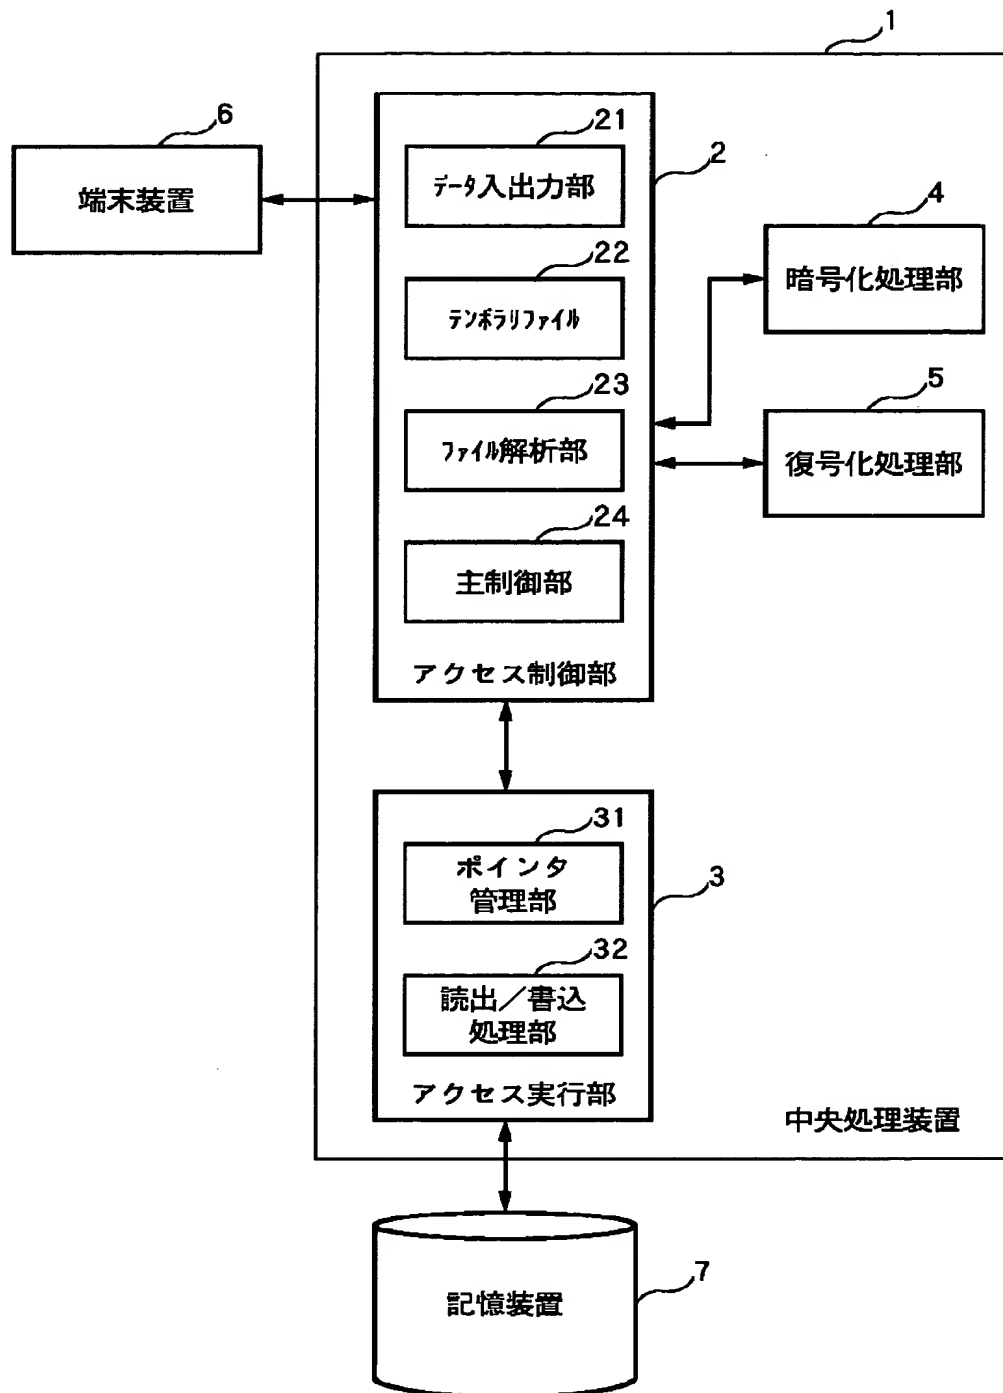 1
6
端末装置
21
データ入出力部
2
22
テンポラリファイル
4
暗号化処理部
23
ファイル解析部
5
復号化処理部
24
主制御部
アクセス制御部
31
ポインタ
管理部
3
32
読出/書込
処理部
アクセス実行部
中央処理装置
記憶装置
7